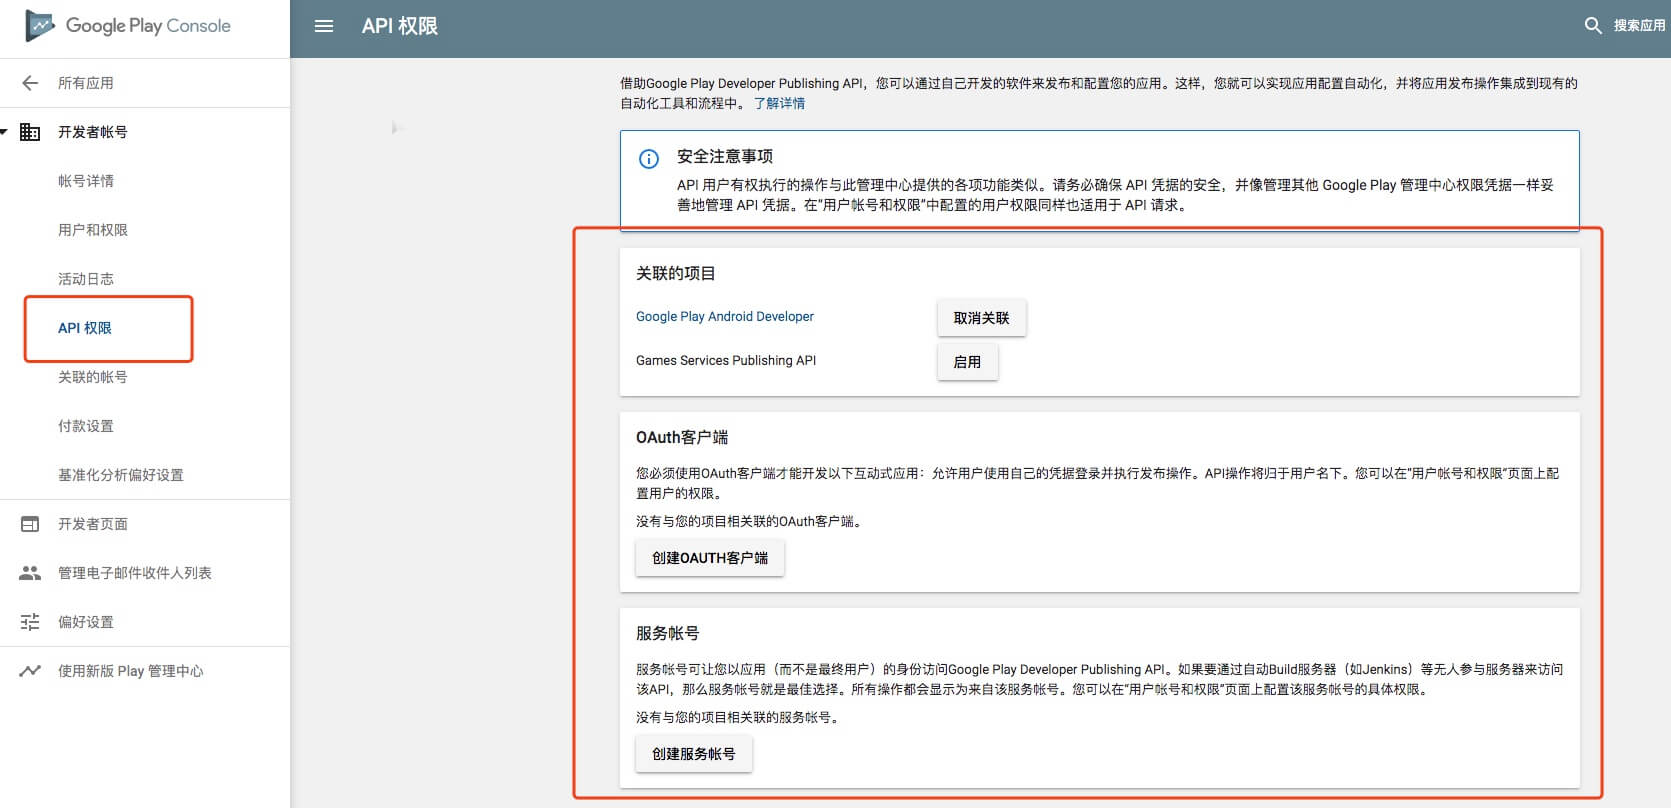 Google Play Console
API 权限
搜索应用
所有应用
开发者帐号
帐号详情
用户和权限
活动日志
API 权限
关联的帐号
付款设置
基准化分析偏好设置
开发者页面
管理电子邮件收件人列表
偏好设置
使用新版 Play 管理中心
借助Google Play Developer Publishing API，您可以通过自己开发的软件来发布和配置您的应用。这样，您就可以实现应用配置自动化，并将应用发布操作集成到现有的
自动化工具和流程中。 了解详情
安全注意事项
API 用户有权执行的操作与此管理中心提供的各项功能类似。请务必确保 API 凭据的安全，并像管理其他 Google Play 管理中心权限凭据一样妥
善地管理 API 凭据。在“用户帐号和权限”中配置的用户权限同样也适用于 API 请求。
关联的项目
Google Play Android Developer
取消关联
Games Services Publishing API
启用
OAuth客户端
您必须使用OAuth客户端才能开发以下互动式应用：允许用户使用自己的凭据登录并执行发布操作。API操作将归于用户名下。您可以在“用户帐号和权限”页面上配
置用户的权限。
没有与您的项目相关联的OAuth客户端。
创建OAUTH客户端
服务帐号
服务帐号可让您以应用（而不是最终用户）的身份访问Google Play Developer Publishing API。如果要通过自动Build服务器（如Jenkins）等无人参与服务器来访问
该API，那么服务帐号就是最佳选择。所有操作都会显示为来自该服务帐号。您可以在“用户帐号和权限”页面上配置该服务帐号的具体权限。
没有与您的项目相关联的服务帐号。
创建服务帐号